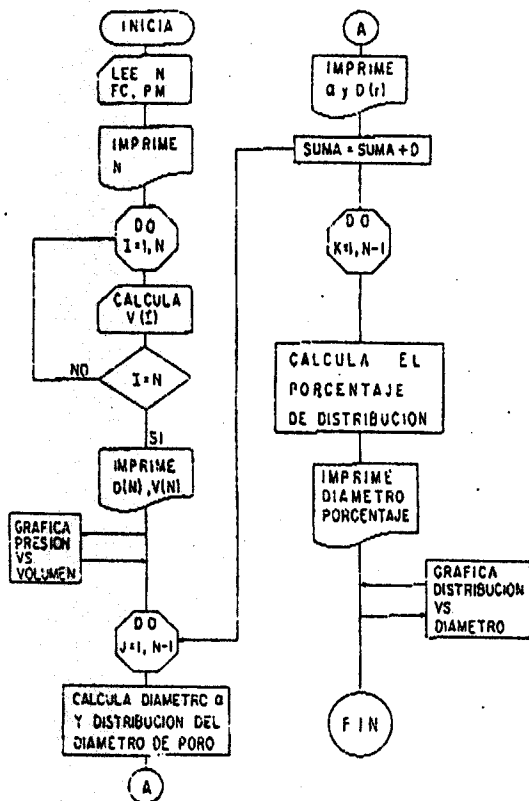 INICIA
LEE N
FC, PM
IMPRIME
N
DO
I=1, N
CALCULA
V(I)
I=N
NO
SI
IMPRIME
D(N), V(N)
GRAFICA
PRESION
VS
VOLUMEN
DO
J=1, N-1
CALCULA DIAMETRO α
Y DISTRIBUCION DEL
DIAMETRO DE PORO
A
A
IMPRIME
α y D(r)
SUMA = SUMA + D
DO
K=1, N-1
CALCULA EL
PORCENTAJE
DE DISTRIBUCION
IMPRIME
DIAMETRO
PORCENTAJE
GRAFICA
DISTRIBUCION
VS
DIAMETRO
FIN